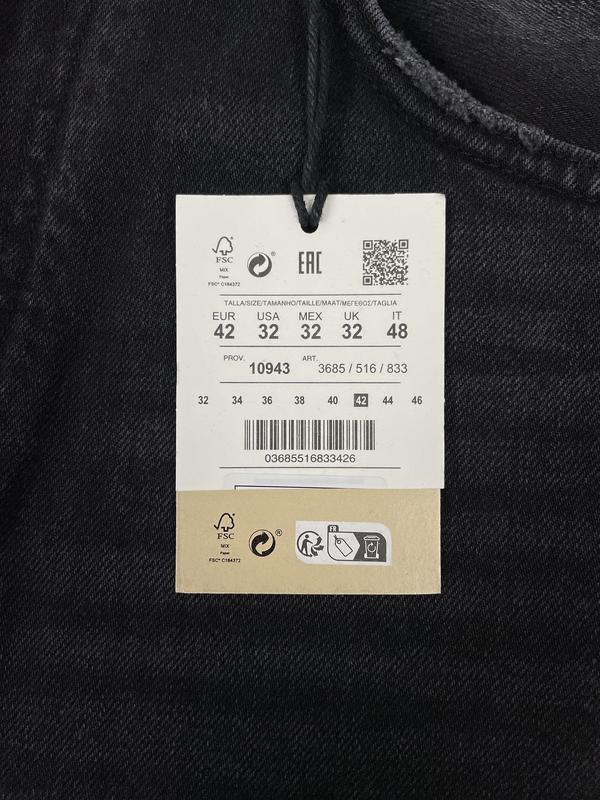 FSC
MIX
Paper
FSC® C184372
EAC
TALLA/SIZE/TAMANHO/TAILLE/MAAT/ΜΕΓΕΘΟΣ/TAGLIA
EUR USA MEX UK IT
42 32 32 32 48
PROV. 10943 ART. 3685 / 516 / 833
32 34 36 38 40 42 44 46
03685516833426
FSC
MIX
Paper
FSC® C184372
®
FR